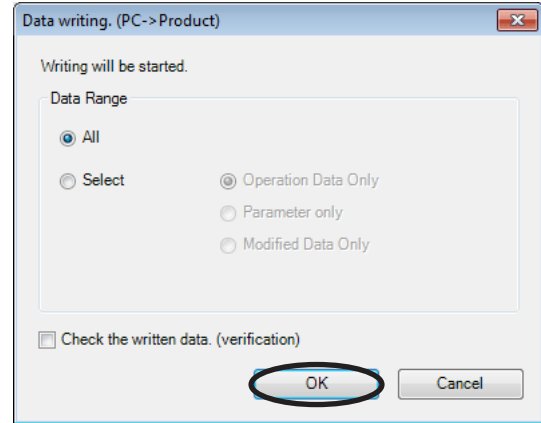 Data writing. (PC->Product)
Writing will be started.
Data Range
All
Select
Operation Data Only
Parameter only
Modified Data Only
Check the written data. (verification)
OK
Cancel